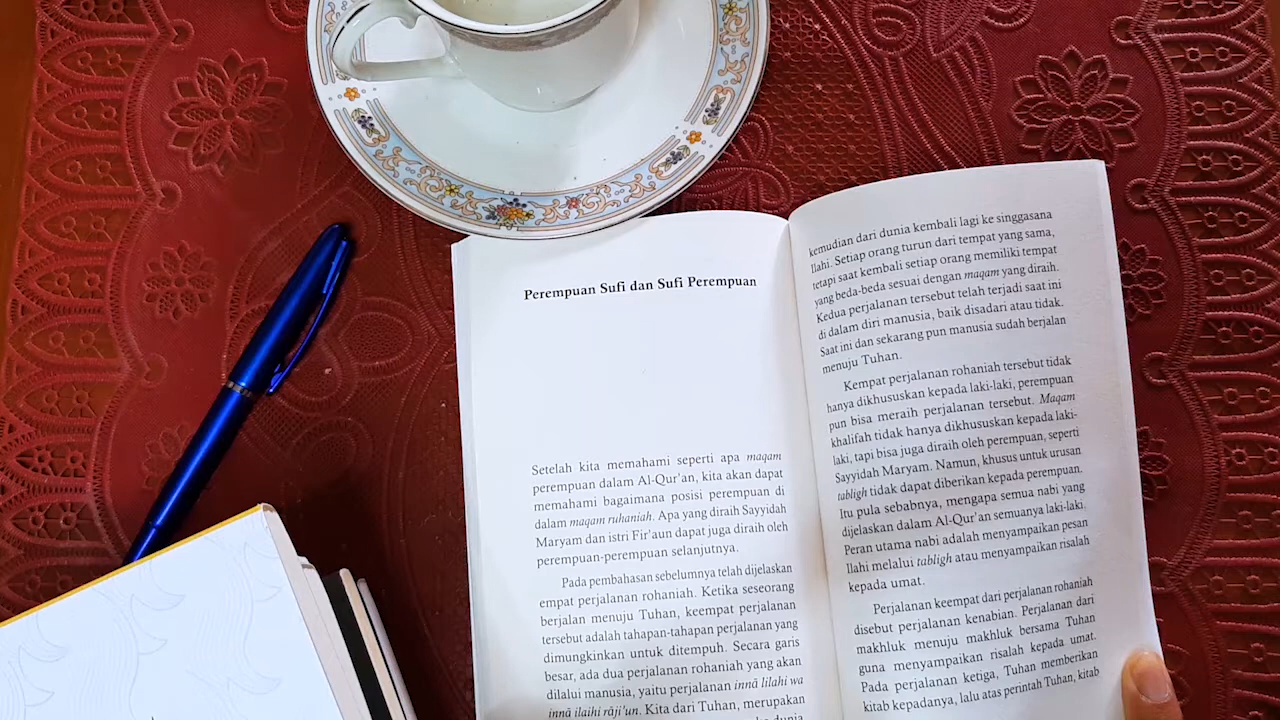 Perempuan Sufi dan Sufi Perempuan
Setelah kita memahami seperti apa maqam
perempuan dalam Al-Qur'an, kita akan dapat
memahami bagaimana posisi perempuan di
dalam maqam ruhaniah. Apa yang diraih Sayyidah
Maryam dan istri Fir'aun dapat juga diraih oleh
perempuan-perempuan selanjutnya.
Pada pembahasan sebelumnya telah dijelaskan
empat perjalanan rohaniah. Ketika seseorang
berjalan menuju Tuhan, keempat perjalanan
tersebut adalah tahapan-tahapan perjalanan yang
dimungkinkan untuk ditempuh. Secara garis
besar, ada dua perjalanan rohaniah yang akan
dilalui manusia, yaitu perjalanan innā lilahi wa
innā ilaihi rāji'un. Kita dari Tuhan, merupakan
dunia
kemudian dari dunia kembali lagi ke singgasana
Ilahi. Setiap orang turun dari tempat yang sama,
tetapi saat kembali setiap orang memiliki tempat
yang beda-beda sesuai dengan maqam yang diraih.
Kedua perjalanan tersebut telah terjadi saat ini
di dalam diri manusia, baik disadari atau tidak.
Saat ini dan sekarang pun manusia sudah berjalan
menuju Tuhan.
Kempat perjalanan rohaniah tersebut tidak
hanya dikhususkan kepada laki-laki, perempuan
pun bisa meraih perjalanan tersebut. Maqam
khalifah tidak hanya dikhususkan kepada laki-
laki, tapi bisa juga diraih oleh perempuan, seperti
Sayyidah Maryam. Namun, khusus untuk urusan
tabligh tidak dapat diberikan kepada perempuan.
Itu pula sebabnya, mengapa semua nabi yang
dijelaskan dalam Al-Qur'an semuanya laki-laki.
Peran utama nabi adalah menyampaikan pesan
Ilahi melalui tabligh atau menyampaikan risalah
kepada umat.
Perjalanan keempat dari perjalanan rohaniah
disebut perjalanan kenabian. Perjalanan dari
makhluk menuju makhluk bersama Tuhan
guna menyampaikan risalah kepada umat.
Pada perjalanan ketiga, Tuhan memberikan
kitab kepadanya, lalu atas perintah Tuhan, kitab